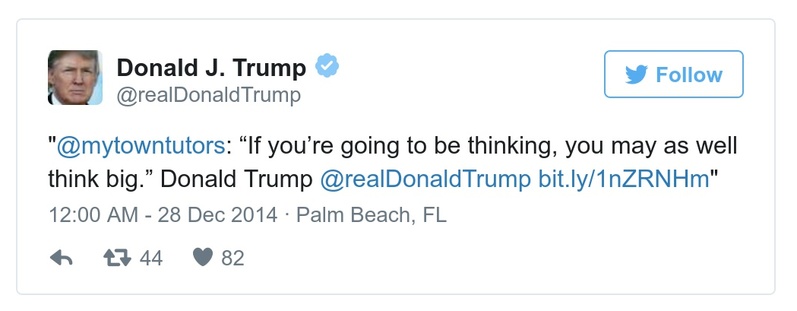 Donald J. Trump
@realDonaldTrump
Follow
"@mytowntutors: “If you’re going to be thinking, you may as well
think big.” Donald Trump @realDonaldTrump bit.ly/1nZRNHm"
12:00 AM - 28 Dec 2014 · Palm Beach, FL
44 82